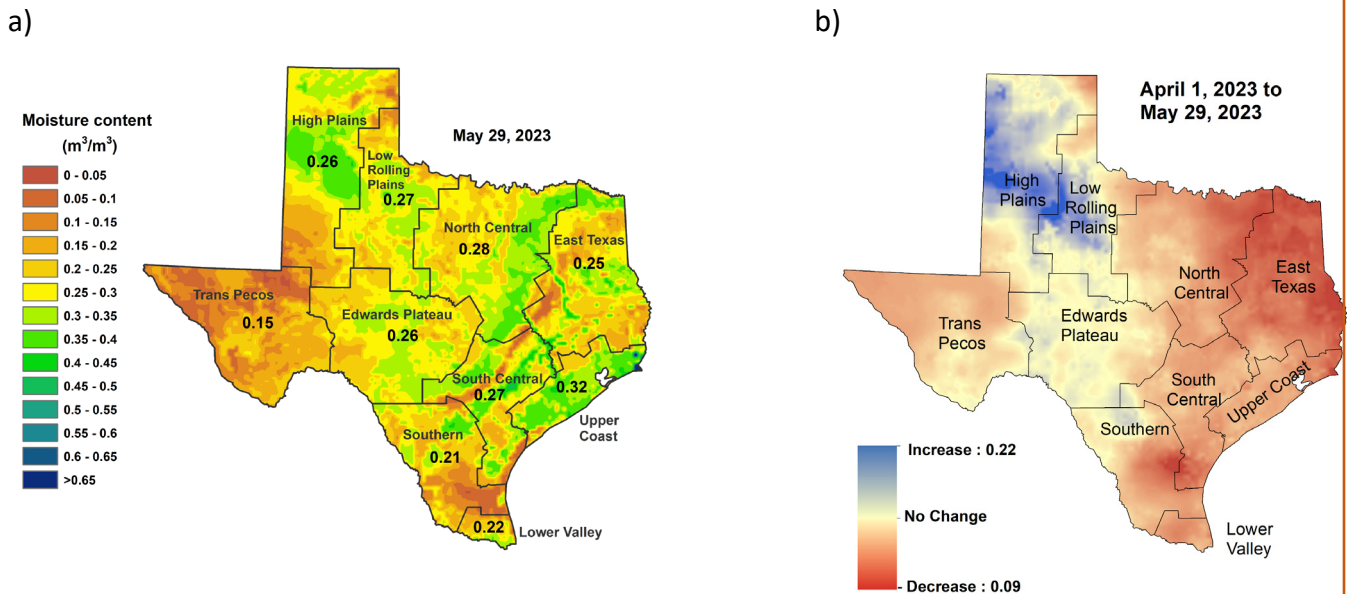 a)
Moisture content
(m³/m³)
0 - 0.05
0.05 - 0.1
0.1 - 0.15
0.15 - 0.2
0.2 - 0.25
0.25 - 0.3
0.3 - 0.35
0.35 - 0.4
0.4 - 0.45
0.45 - 0.5
0.5 - 0.55
0.55 - 0.6
0.6 - 0.65
>0.65
May 29, 2023
High Plains
0.26
Low
Rolling
Plains
0.27
North Central
0.28
East Texas
0.25
Trans Pecos
0.15
Edwards Plateau
0.26
South Central
0.27
0.32
Upper
Coast
Southern
0.21
0.22
Lower Valley
b)
April 1, 2023 to
May 29, 2023
High
Plains
Low
Rolling
Plains
North
Central
East
Texas
Trans
Pecos
Edwards
Plateau
South
Central
Upper Coast
Southern
Lower
Valley
Increase : 0.22
No Change
- Decrease : 0.09